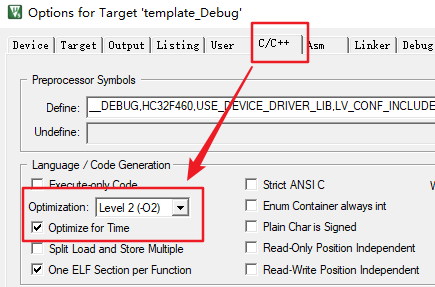 Options for Target 'template_Debug'
Device Target Output Listing User C/C++ Asm Linker Debug
Preprocessor Symbols
Define: __DEBUG,HC32F460,USE_DEVICE_DRIVER_LIB,LV_CONF_INCLUDE
Undefine:
Language / Code Generation
Execute-only Code Strict ANSI C
Optimization: Level 2 (-O2) Enum Container always int
Optimize for Time Plain Char is Signed
Split Load and Store Multiple Read-Only Position Independent
One ELF Section per Function Read-Write Position Independent